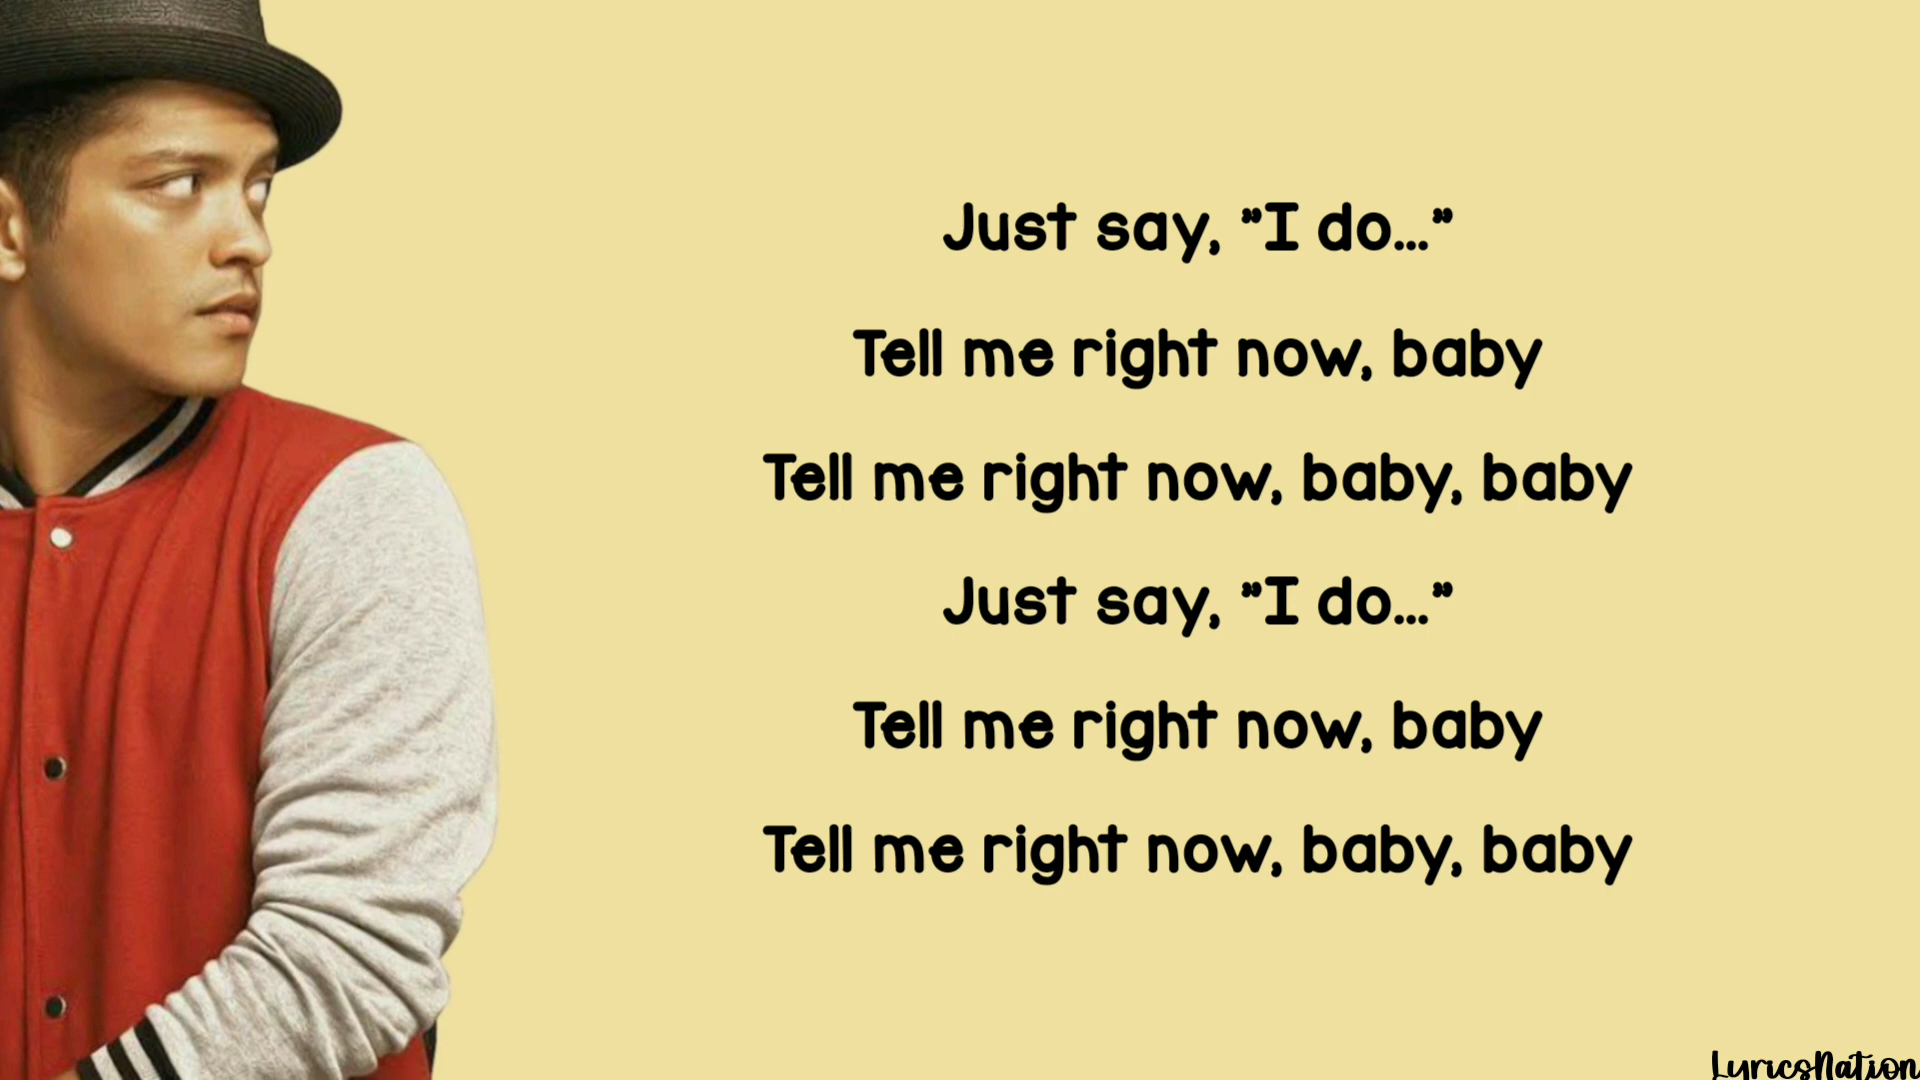 Just say, "I do..."
Tell me right now, baby
Tell me right now, baby, baby
Just say, "I do..."
Tell me right now, baby
Tell me right now, baby, baby
LyricsNation